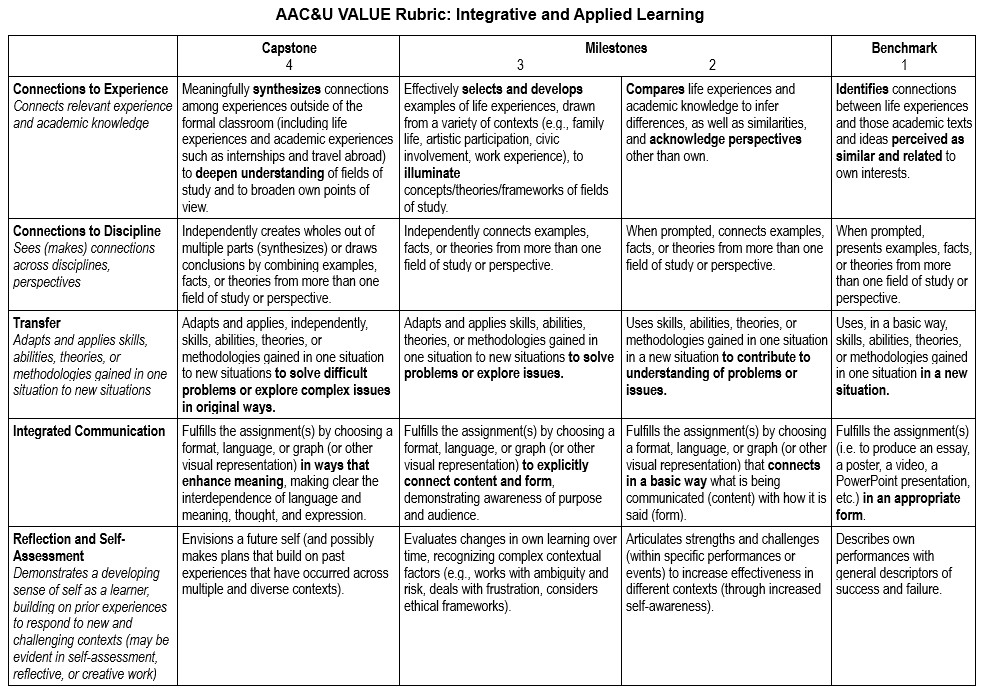 AAC&U VALUE Rubric: Integrative and Applied Learning
Capstone
4
Milestones
3
2
Benchmark
1
Connections to Experience
Connects relevant experience
and academic knowledge
Meaningfully synthesizes connections
among experiences outside of the
formal classroom (including life
experiences and academic experiences
such as internships and travel abroad)
to deepen understanding of fields of
study and to broaden own points of
view.
Effectively selects and develops
examples of life experiences, drawn
from a variety of contexts (e.g., family
life, artistic participation, civic
involvement, work experience), to
illuminate
concepts/theories/frameworks of fields
of study.
Compares life experiences and
academic knowledge to infer
differences, as well as similarities,
and acknowledge perspectives
other than own.
Identifies connections
between life experiences
and those academic texts
and ideas perceived as
similar and related to
own interests.
Connections to Discipline
Sees (makes) connections
across disciplines,
perspectives
Independently creates wholes out of
multiple parts (synthesizes) or draws
conclusions by combining examples,
facts, or theories from more than one
field of study or perspective.
Independently connects examples,
facts, or theories from more than one
field of study or perspective.
When prompted, connects examples,
facts, or theories from more than one
field of study or perspective.
When prompted,
presents examples, facts,
or theories from more
than one field of study or
perspective.
Transfer
Adapts and applies skills,
abilities, theories, or
methodologies gained in one
situation to new situations
Adapts and applies, independently,
skills, abilities, theories, or
methodologies gained in one situation
to new situations to solve difficult
problems or explore complex issues
in original ways.
Adapts and applies skills, abilities,
theories, or methodologies gained in
one situation to new situations to solve
problems or explore issues.
Uses skills, abilities, theories, or
methodologies gained in one situation
in a new situation to contribute to
understanding of problems or
issues.
Uses, in a basic way,
skills, abilities, theories,
or methodologies gained
in one situation in a new
situation.
Integrated Communication
Fulfills the assignment(s) by choosing a
format, language, or graph (or other
visual representation) in ways that
enhance meaning, making clear the
interdependence of language and
meaning, thought, and expression.
Fulfills the assignment(s) by choosing a
format, language, or graph (or other
visual representation) to explicitly
connect content and form,
demonstrating awareness of purpose
and audience.
Fulfills the assignment(s) by choosing
a format, language, or graph (or other
visual representation) that connects
in a basic way what is being
communicated (content) with how it is
said (form).
Fulfills the assignment(s)
(i.e. to produce an essay,
a poster, a video, a
PowerPoint presentation,
etc.) in an appropriate
form.
Reflection and Self-
Assessment
Demonstrates a developing
sense of self as a learner,
building on prior experiences
to respond to new and
challenging contexts (may be
evident in self-assessment,
reflective, or creative work)
Envisions a future self (and possibly
makes plans that build on past
experiences that have occurred across
multiple and diverse contexts).
Evaluates changes in own learning over
time, recognizing complex contextual
factors (e.g., works with ambiguity and
risk, deals with frustration, considers
ethical frameworks).
Articulates strengths and challenges
(within specific performances or
events) to increase effectiveness in
different contexts (through increased
self-awareness).
Describes own
performances with
general descriptors of
success and failure.